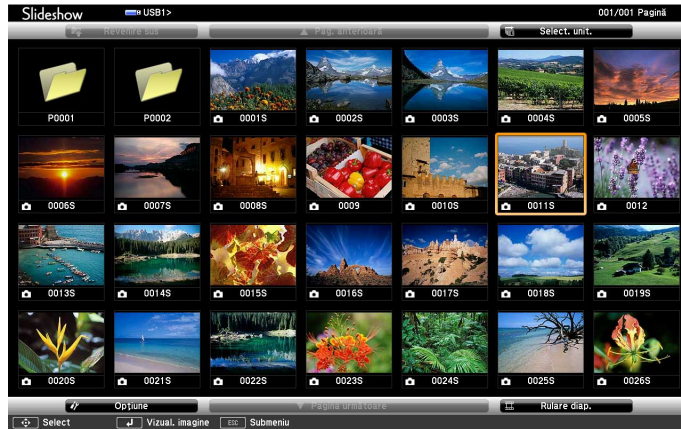 Slideshow USB1> 001/001 Pagină
Revenire sus Pag. anterioară Select. unit.
P0001 P0002 0001S 0002S 0003S 0004S 0005S
0006S 0007S 0008S 0009 0010S 0011S 0012
0013S 0014S 0015S 0016S 0017S 0018S 0019S
0020S 0021S 0022S 0023S 0024S 0025S 0026S
Opţiune Pagina următoare Rulare diap.
Select Vizual. imagine ESC Submeniu